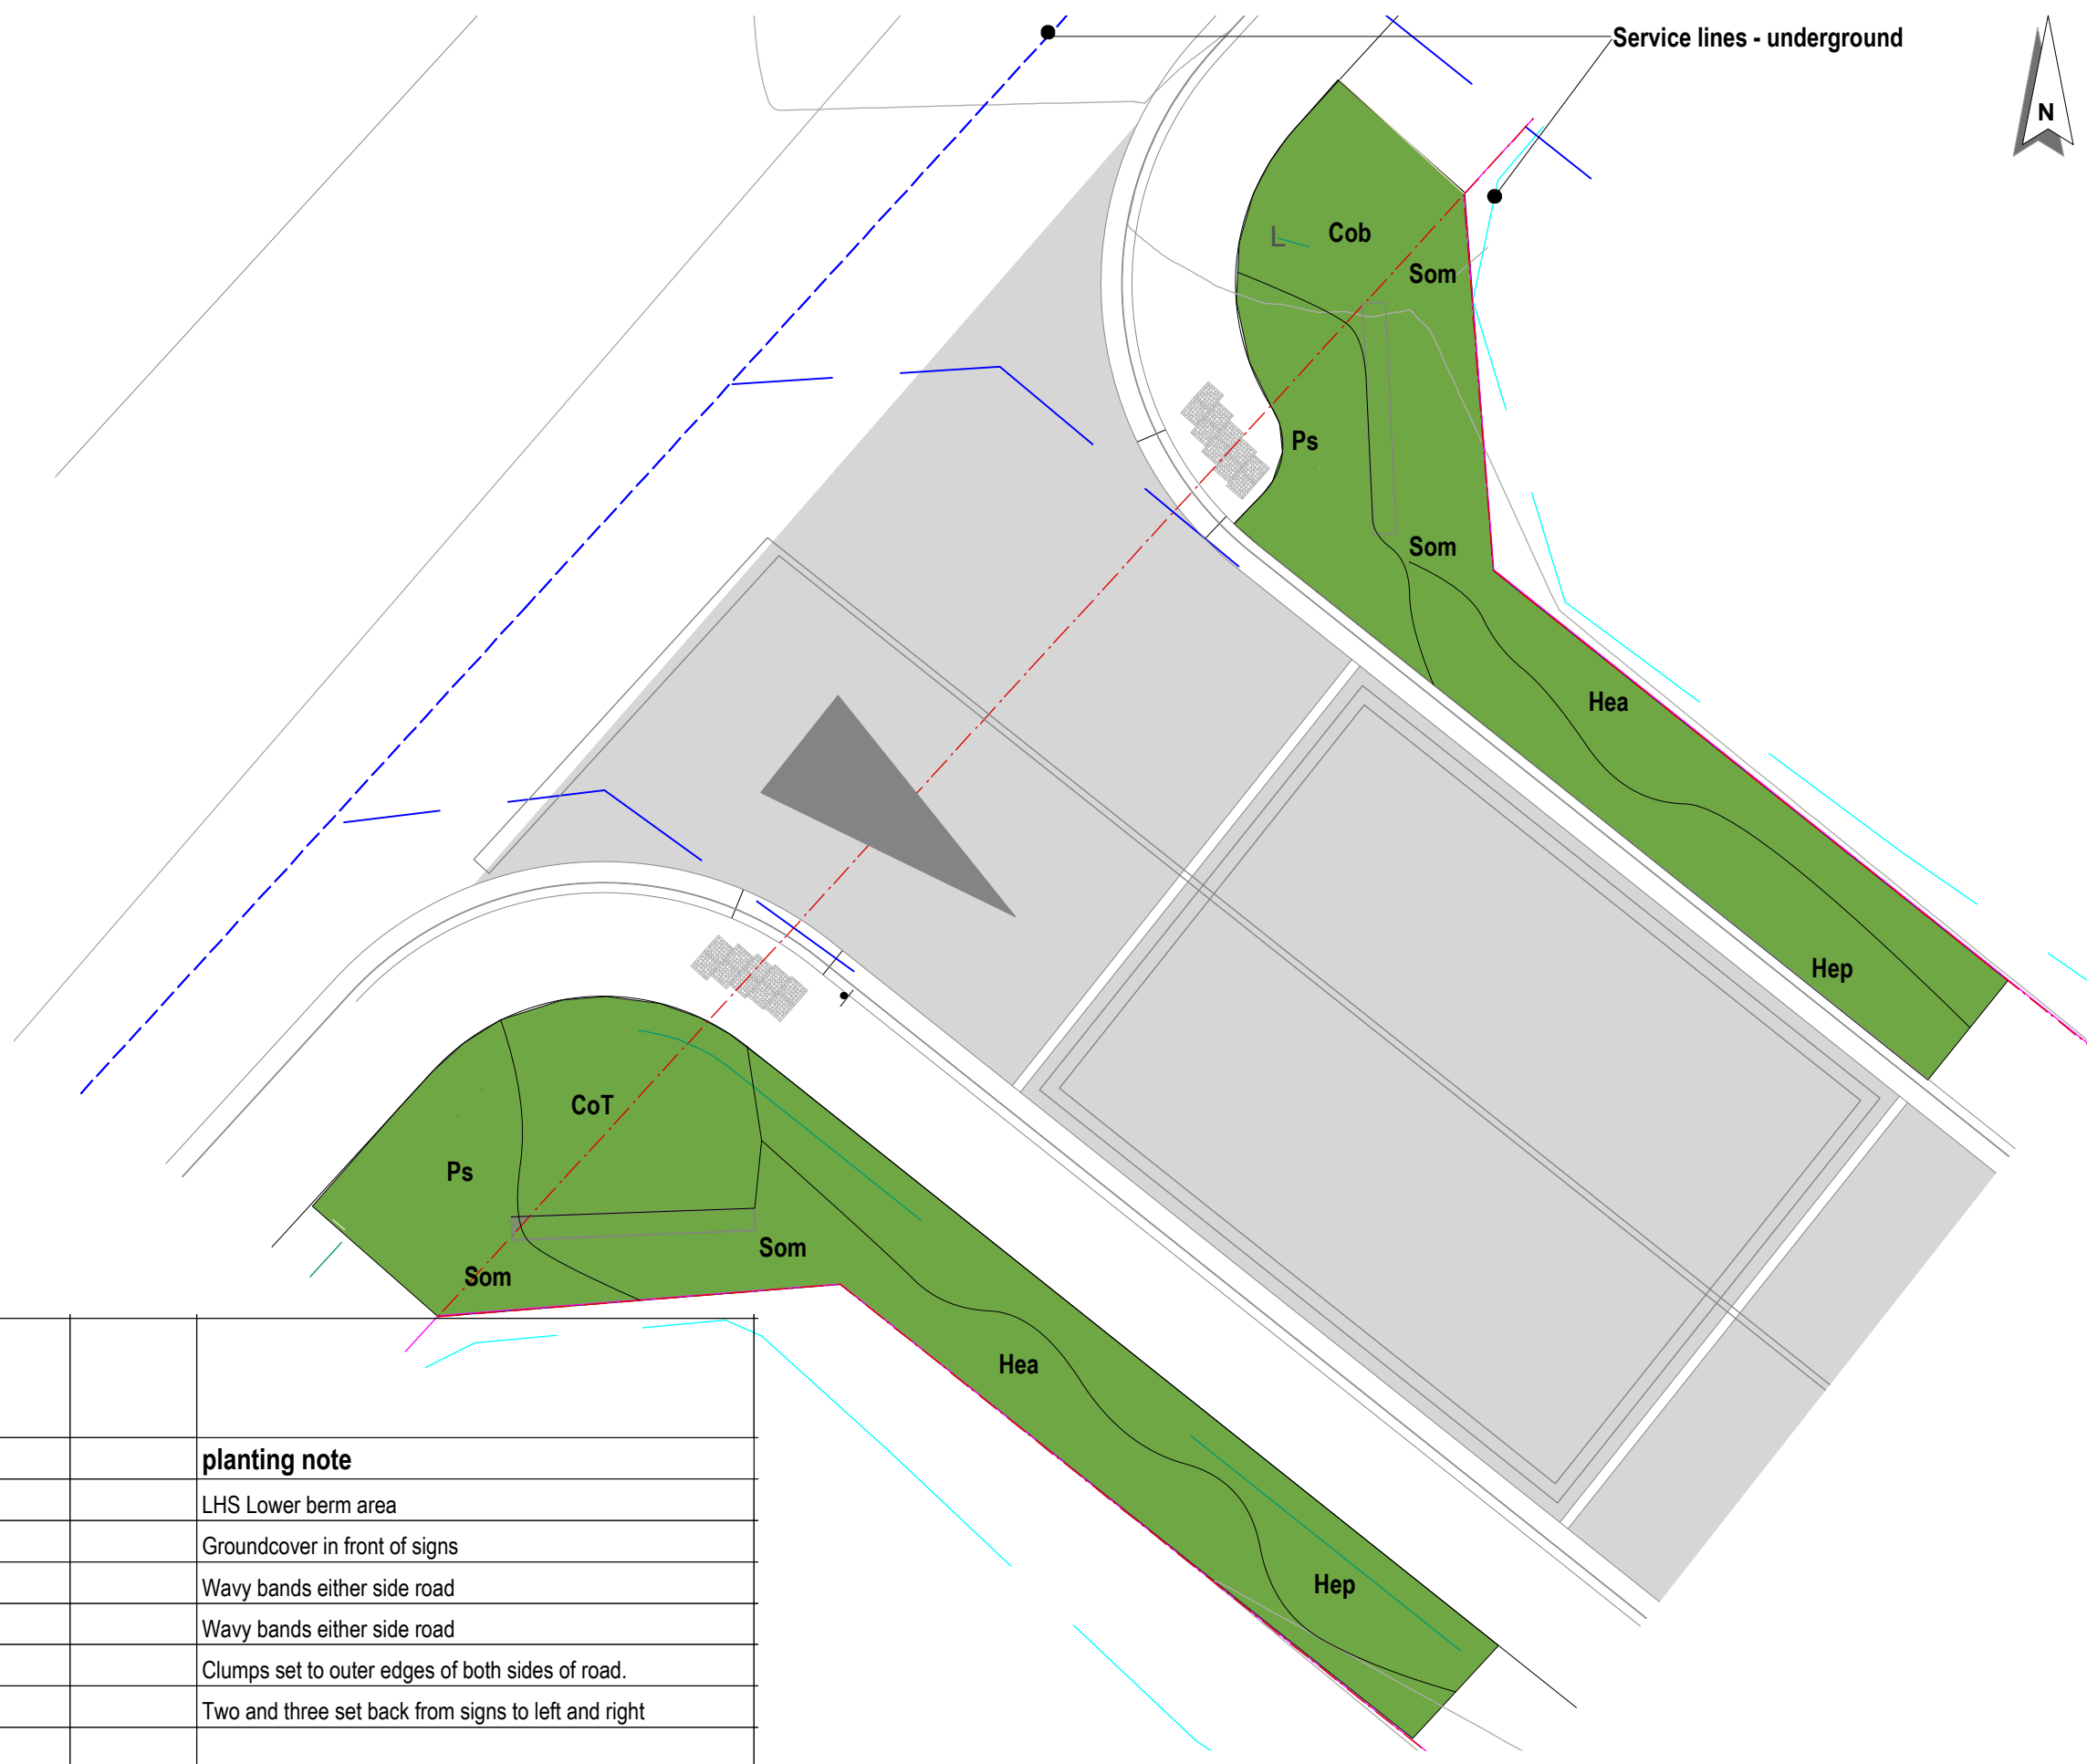 Service lines - underground
N
Cob
Som
Ps
Som
Hea
Hep
CoT
Ps
Som
Som
Hea
Hep
planting note
LHS Lower berm area
Groundcover in front of signs
Wavy bands either side road
Wavy bands either side road
Clumps set to outer edges of both sides of road.
Two and three set back from signs to left and right